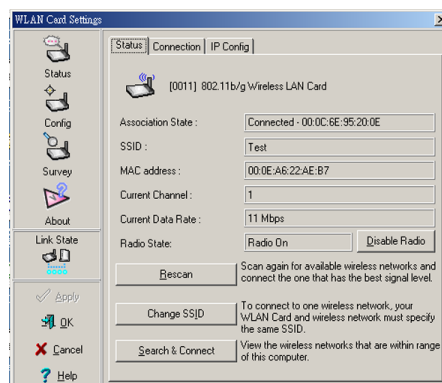 WLAN Card Settings
Status
Config
Survey
About
Link State
Apply
OK
Cancel
Help
Status Connection IP Config
[0011] 802.11b/g Wireless LAN Card
Association State : Connected - 00:0C:6E:95:20:0E
SSID : Test
MAC address : 00:0E:A6:22:AE:B7
Current Channel : 1
Current Data Rate : 11 Mbps
Radio State: Radio On Disable Radio
Rescan
Scan again for available wireless networks and
connect the one that has the best signal level.
Change SSID
To connect to one wireless network, your
WLAN Card and wireless network must specify
the same SSID.
Search & Connect
View the wireless networks that are within range
of this computer.